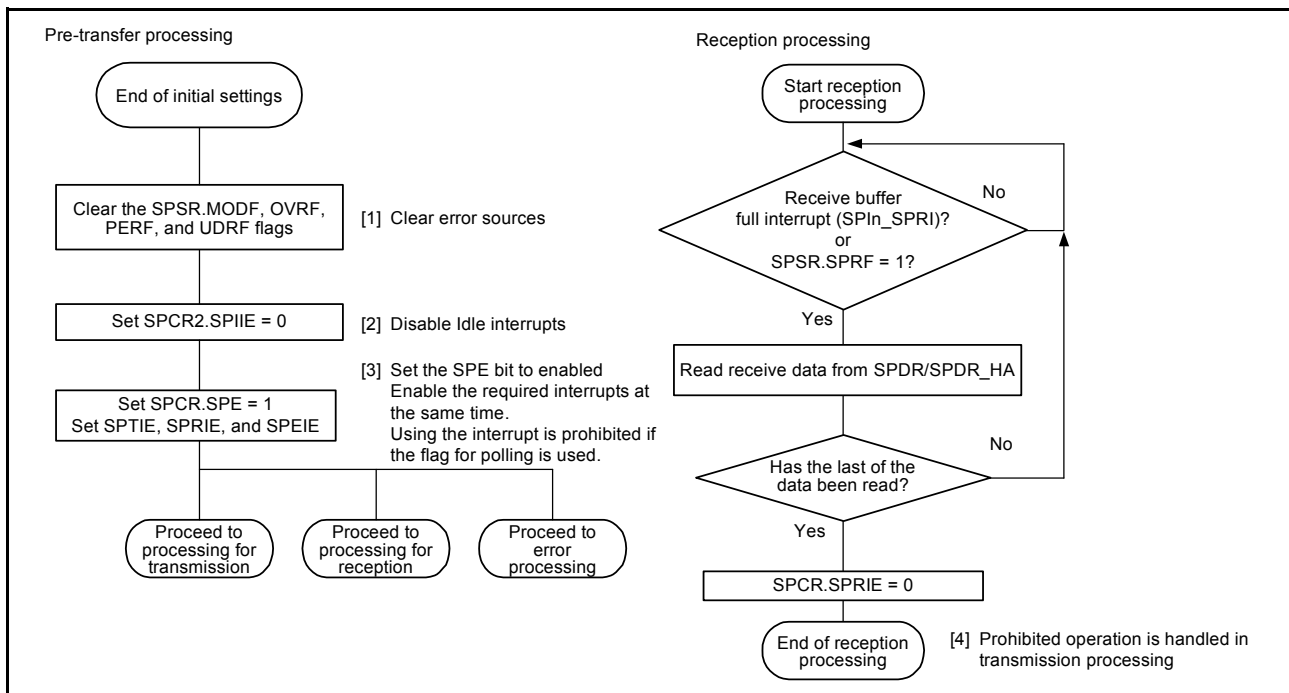 Pre-transfer processing
End of initial settings
Clear the SPSR.MODF, OVRF,
PERF, and UDRF flags
[1] Clear error sources
Set SPCR2.SPIIE = 0
[2] Disable Idle interrupts
Set SPCR.SPE = 1
Set SPTIE, SPRIE, and SPEIE
[3] Set the SPE bit to enabled
Enable the required interrupts at
the same time.
Using the interrupt is prohibited if
the flag for polling is used.
Proceed to
processing for
transmission
Proceed to
processing for
reception
Proceed to
error
processing
Reception processing
Start reception
processing
Receive buffer
full interrupt (SPIn_SPRI)?
or
SPSR.SPRF = 1?
No
Yes
Read receive data from SPDR/SPDR_HA
Has the last of the
data been read?
No
Yes
SPCR.SPRIE = 0
End of reception
processing
[4] Prohibited operation is handled in
transmission processing